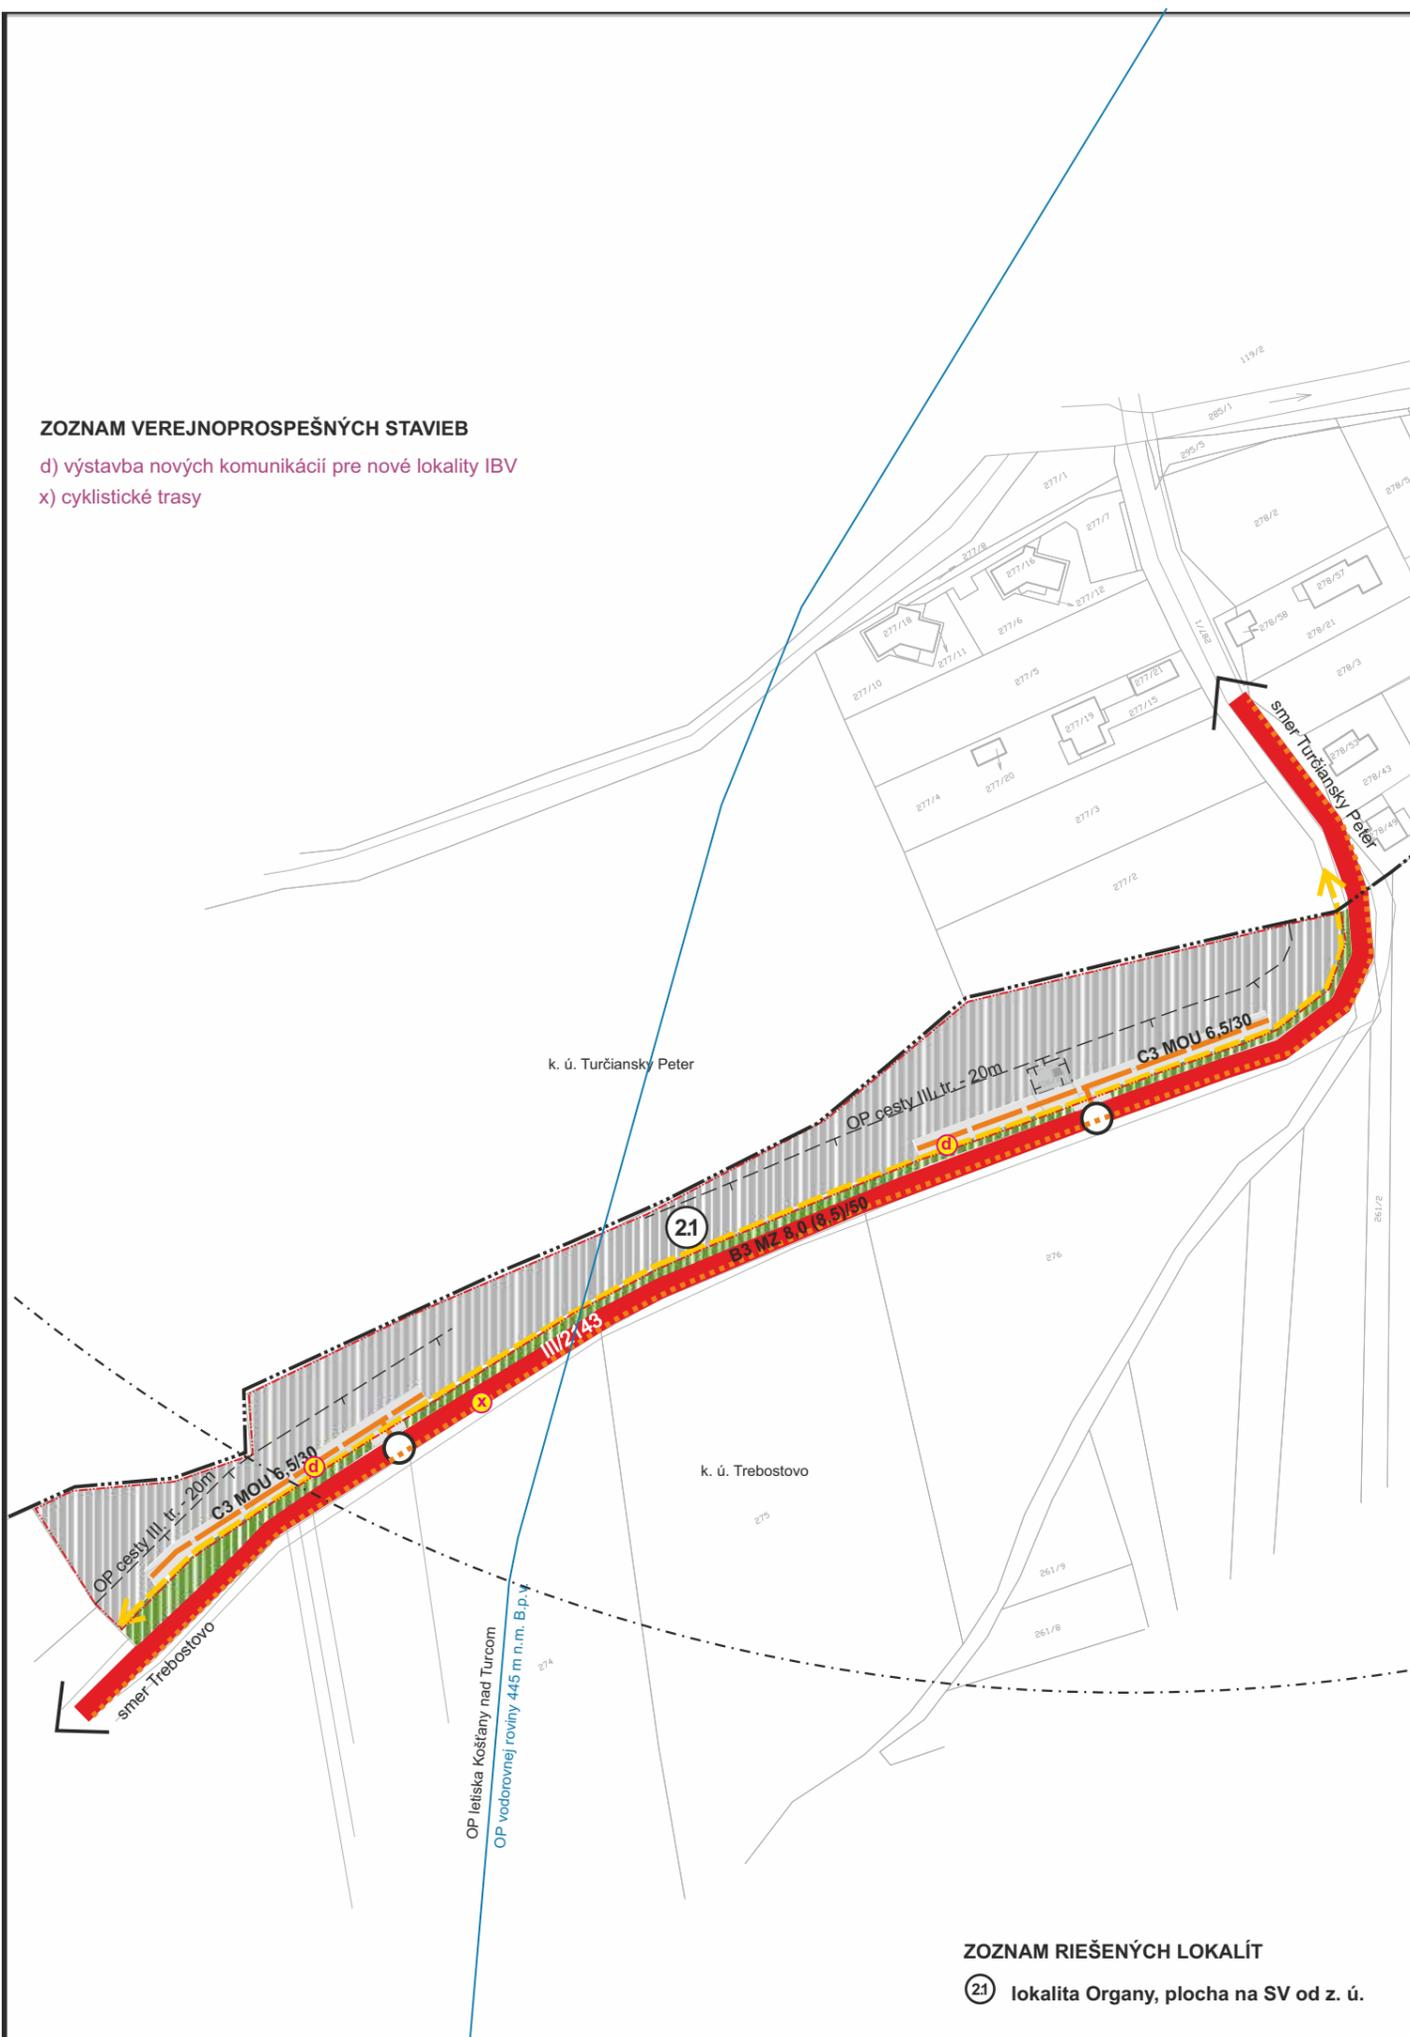 119/2
285/1
295/5
ZOZNAM VEREJNOPROSPEŠNÝCH STAVIEB
d) výstavba nových komunikácií pre nové lokality IBV
x) cyklistické trasy
277/1
278/5
278/2
277/7
277/8
277/16
278/57
277/12
277/18
277/6
278/58
278/21
287/1
277/11
277/5
278/3
277/10
277/21
277/15
277/19
smer Turčiansky Peter
278/53
278/43
277/20
277/4
277/3
278/49
277/2
k. ú. Turčiansky Peter
C3 MOU 6,5/30
OP cesty III. tr. - 20m
d
261/2
2.1
B3 MZ 8,0 (8,5)/50
276
III/2143
x
k. ú. Trebostovo
d
C3 MOU 6,5/30
OP cesty III. tr. - 20m
275
261/9
261/8
smer Trebostovo
274
OP letiska Košťany nad Turcom
OP vodorovnej roviny 445 m n.m. B.p.v.
ZOZNAM RIEŠENÝCH LOKALÍT
2.1 lokalita Organy, plocha na SV od z. ú.